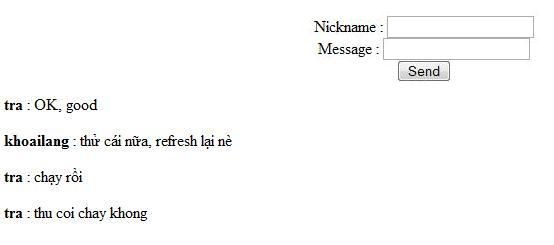 Nickname :
Message :
Send
tra : OK, good
khoailang : thử cái nữa, refresh lại nè
tra : chạy rồi
tra : thu coi chay khong